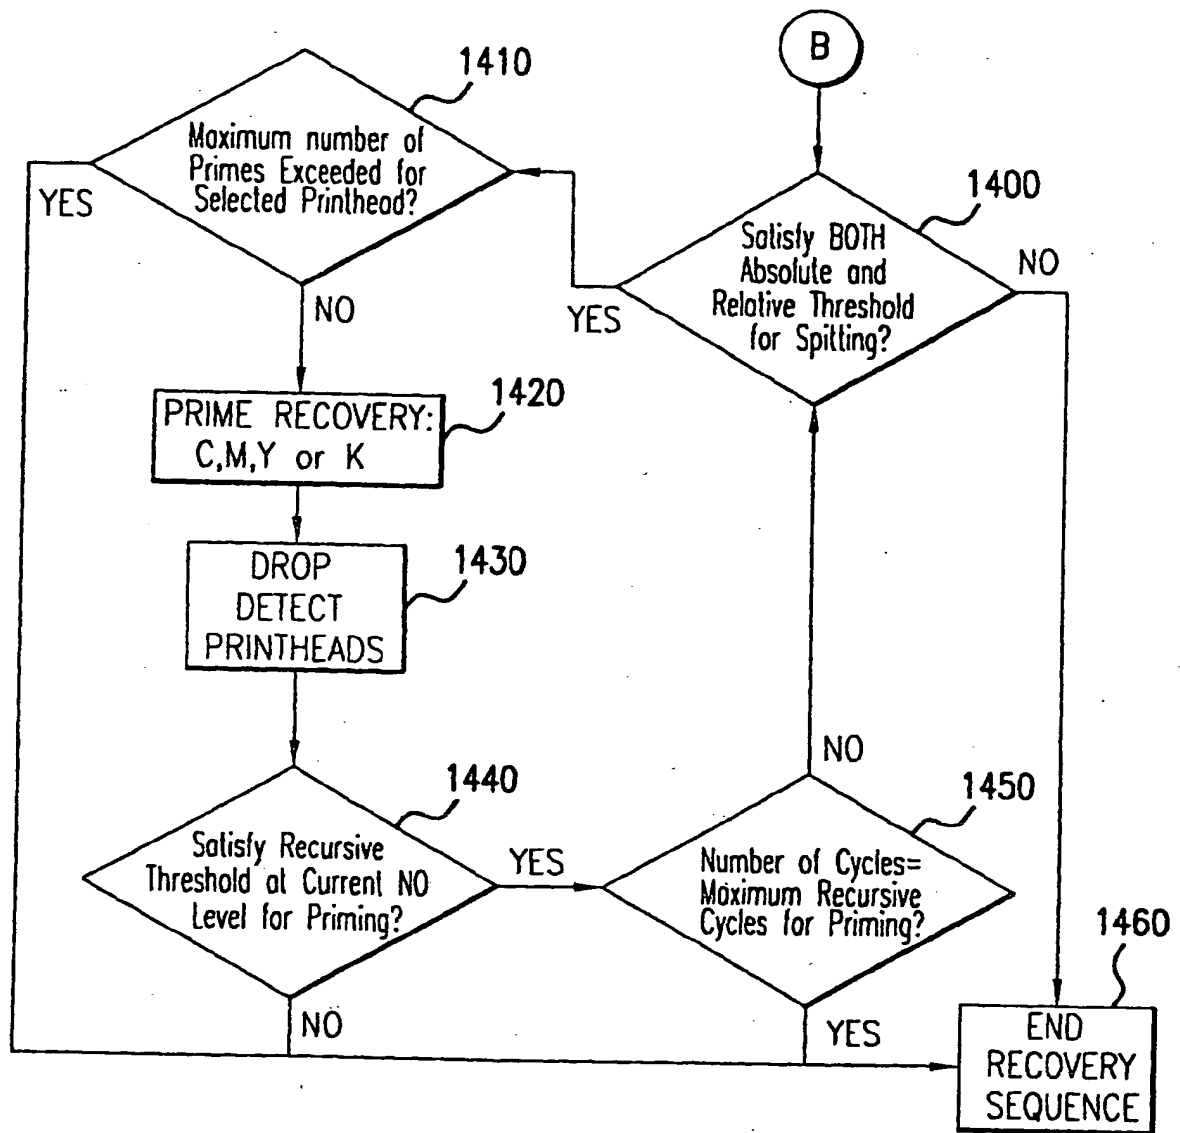 B
1400
Satisfy BOTH
Absolute and
Relative Threshold
for Spitting?
NO
YES
1410
Maximum number of
Primes Exceeded for
Selected Printhead?
YES
NO
1420
PRIME RECOVERY:
C,M,Y or K
1430
DROP
DETECT
PRINTHEADS
1440
Satisfy Recursive
Threshold at Current NO
Level for Priming?
YES
NO
1450
Number of Cycles=
Maximum Recursive
Cycles for Priming?
NO
YES
1460
END
RECOVERY
SEQUENCE